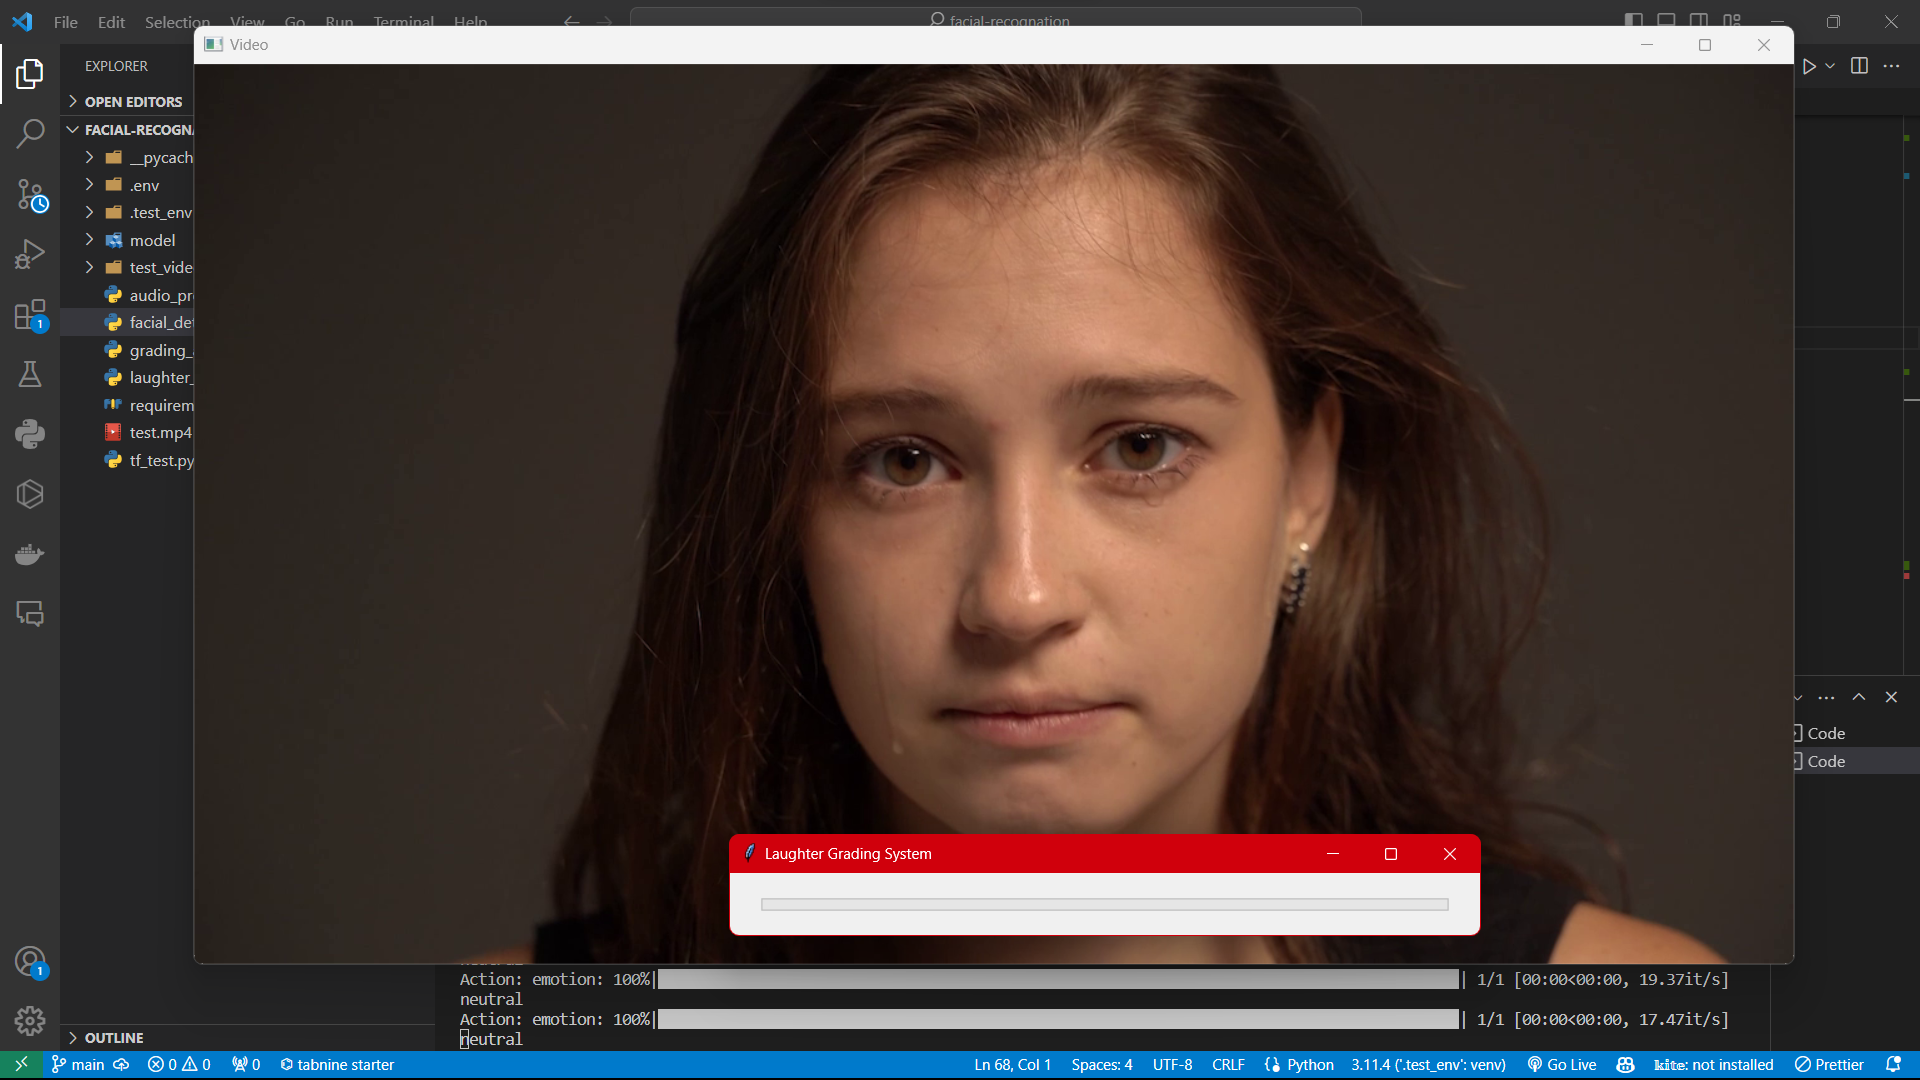 File Edit Selection View Go Run Terminal Help
facial-recognation
Video
EXPLORER
OPEN EDITORS
FACIAL-RECOGNA
__pycach
.env
.test_env
model
test_vide
audio_pr
facial_de
grading_
laughter_
requirem
test.mp4
tf_test.py
1
Code
Code
Laughter Grading System
Action: emotion: 100%| | 1/1 [00:00<00:00, 19.37it/s]
neutral
Action: emotion: 100%| | 1/1 [00:00<00:00, 17.47it/s]
neutral
1
OUTLINE
main 0 0 0 tabnine starter Ln 68, Col 1 Spaces: 4 UTF-8 CRLF Python 3.11.4 ('.test_env': venv) Go Live kite: not installed Prettier